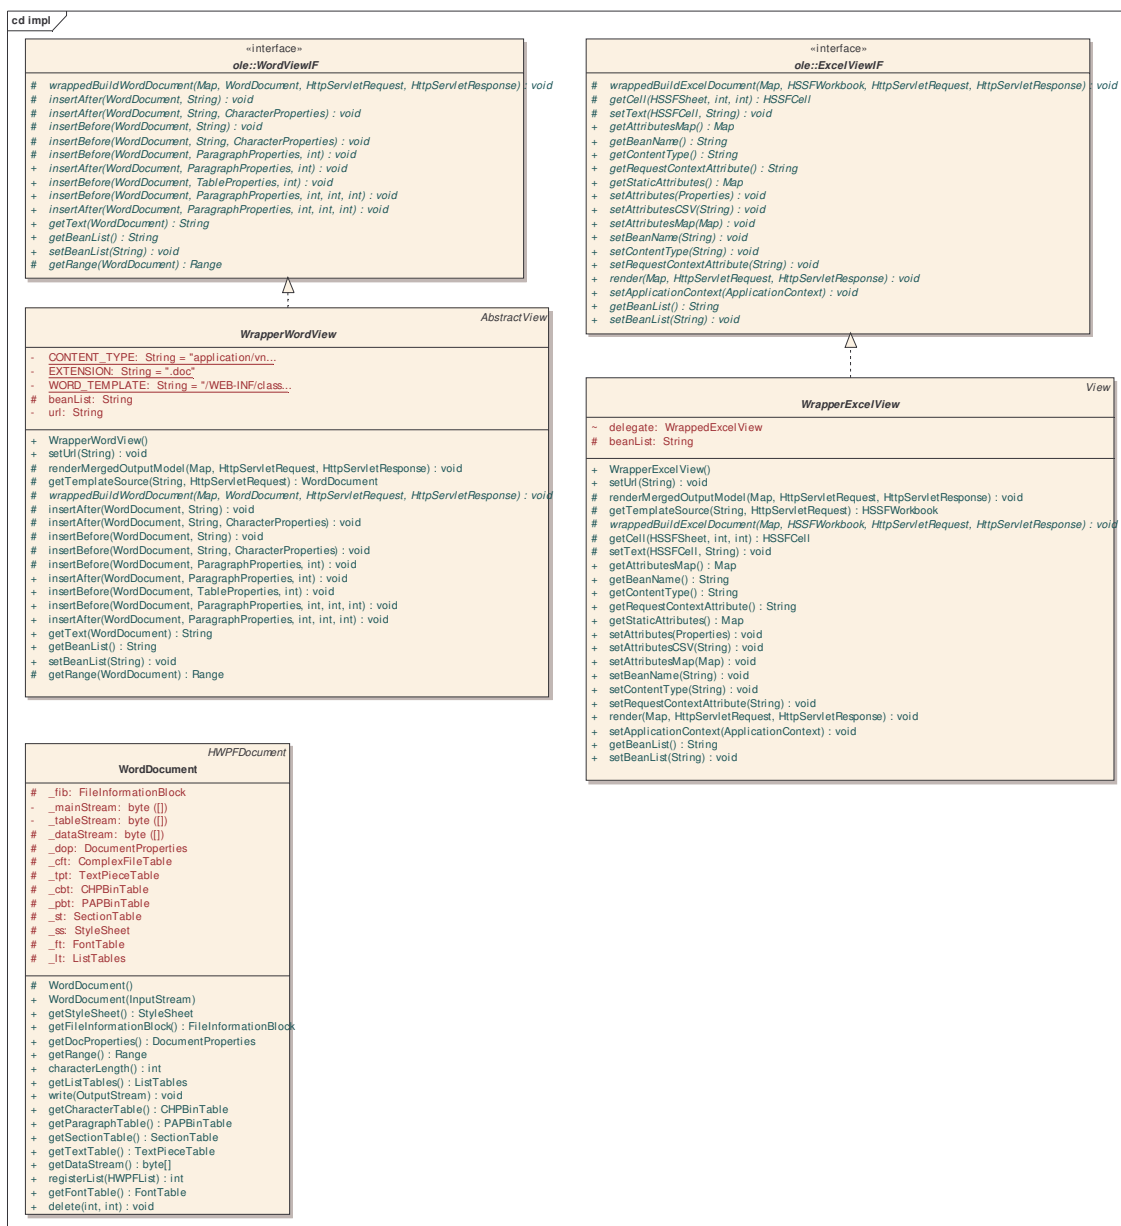 cd impl
«interface»
ole::WordViewIF
# wrappedBuildWordDocument(Map, WordDocument, HttpServletRequest, HttpServletResponse) : void
# insertAfter(WordDocument, String) : void
# insertAfter(WordDocument, String, CharacterProperties) : void
# insertBefore(WordDocument, String) : void
# insertBefore(WordDocument, String, CharacterProperties) : void
# insertBefore(WordDocument, ParagraphProperties, int) : void
+ insertAfter(WordDocument, ParagraphProperties, int) : void
+ insertBefore(WordDocument, TableProperties, int) : void
+ insertBefore(WordDocument, ParagraphProperties, int, int, int) : void
+ insertAfter(WordDocument, ParagraphProperties, int, int, int) : void
+ getText(WordDocument) : String
+ getBeanList() : String
+ setBeanList(String) : void
# getRange(WordDocument) : Range
«interface»
ole::ExcelViewIF
# wrappedBuildExcelDocument(Map, HSSFWorkbook, HttpServletRequest, HttpServletResponse) : void
# getCell(HSSFSheet, int, int) : HSSFCell
# setText(HSSFCell, String) : void
+ getAttributesMap() : Map
+ getBeanName() : String
+ getContentType() : String
+ getRequestContextAttribute() : String
+ getStaticAttributes() : Map
+ setAttributes(Properties) : void
+ setAttributesCSV(String) : void
+ setAttributesMap(Map) : void
+ setBeanName(String) : void
+ setContentType(String) : void
+ setRequestContextAttribute(String) : void
+ render(Map, HttpServletRequest, HttpServletResponse) : void
+ setApplicationContext(ApplicationContext) : void
+ getBeanList() : String
+ setBeanList(String) : void
AbstractView
WrapperWordView
- CONTENT_TYPE: String = "application/vn...
- EXTENSION: String = ".doc"
- WORD_TEMPLATE: String = "/WEB-INF/class...
# beanList: String
- url: String
+ WrapperWordView()
+ setUrl(String) : void
# renderMergedOutputModel(Map, HttpServletRequest, HttpServletResponse) : void
# getTemplateSource(String, HttpServletRequest) : WordDocument
# wrappedBuildWordDocument(Map, WordDocument, HttpServletRequest, HttpServletResponse) : void
# insertAfter(WordDocument, String) : void
# insertAfter(WordDocument, String, CharacterProperties) : void
# insertBefore(WordDocument, String) : void
# insertBefore(WordDocument, String, CharacterProperties) : void
# insertBefore(WordDocument, ParagraphProperties, int) : void
+ insertAfter(WordDocument, ParagraphProperties, int) : void
+ insertBefore(WordDocument, TableProperties, int) : void
+ insertBefore(WordDocument, ParagraphProperties, int, int, int) : void
+ insertAfter(WordDocument, ParagraphProperties, int, int, int) : void
+ getText(WordDocument) : String
+ getBeanList() : String
+ setBeanList(String) : void
# getRange(WordDocument) : Range
View
WrapperExcelView
~ delegate: WrappedExcelView
# beanList: String
+ WrapperExcelView()
+ setUrl(String) : void
# renderMergedOutputModel(Map, HttpServletRequest, HttpServletResponse) : void
# getTemplateSource(String, HttpServletRequest) : HSSFWorkbook
# wrappedBuildExcelDocument(Map, HSSFWorkbook, HttpServletRequest, HttpServletResponse) : void
# getCell(HSSFSheet, int, int) : HSSFCell
# setText(HSSFCell, String) : void
+ getAttributesMap() : Map
+ getBeanName() : String
+ getContentType() : String
+ getRequestContextAttribute() : String
+ getStaticAttributes() : Map
+ setAttributes(Properties) : void
+ setAttributesCSV(String) : void
+ setAttributesMap(Map) : void
+ setBeanName(String) : void
+ setContentType(String) : void
+ setRequestContextAttribute(String) : void
+ render(Map, HttpServletRequest, HttpServletResponse) : void
+ setApplicationContext(ApplicationContext) : void
+ getBeanList() : String
+ setBeanList(String) : void
HWPFDocument
WordDocument
# _fib: FileInformationBlock
- _mainStream: byte ([])
- _tableStream: byte ([])
# _dataStream: byte ([])
# _dop: DocumentProperties
# _cft: ComplexFileTable
# _tpt: TextPieceTable
# _cbt: CHPBinTable
# _pbt: PAPBinTable
# _st: SectionTable
# _ss: StyleSheet
# _ft: FontTable
# _lt: ListTables
# WordDocument()
+ WordDocument(InputStream)
+ getStyleSheet() : StyleSheet
+ getFileInformationBlock() : FileInformationBlock
+ getDocProperties() : DocumentProperties
+ getRange() : Range
+ characterLength() : int
+ getListTables() : ListTables
+ write(OutputStream) : void
+ getCharacterTable() : CHPBinTable
+ getParagraphTable() : PAPBinTable
+ getSectionTable() : SectionTable
+ getTextTable() : TextPieceTable
+ getDataStream() : byte[]
+ registerList(HWPFList) : int
+ getFontTable() : FontTable
+ delete(int, int) : void